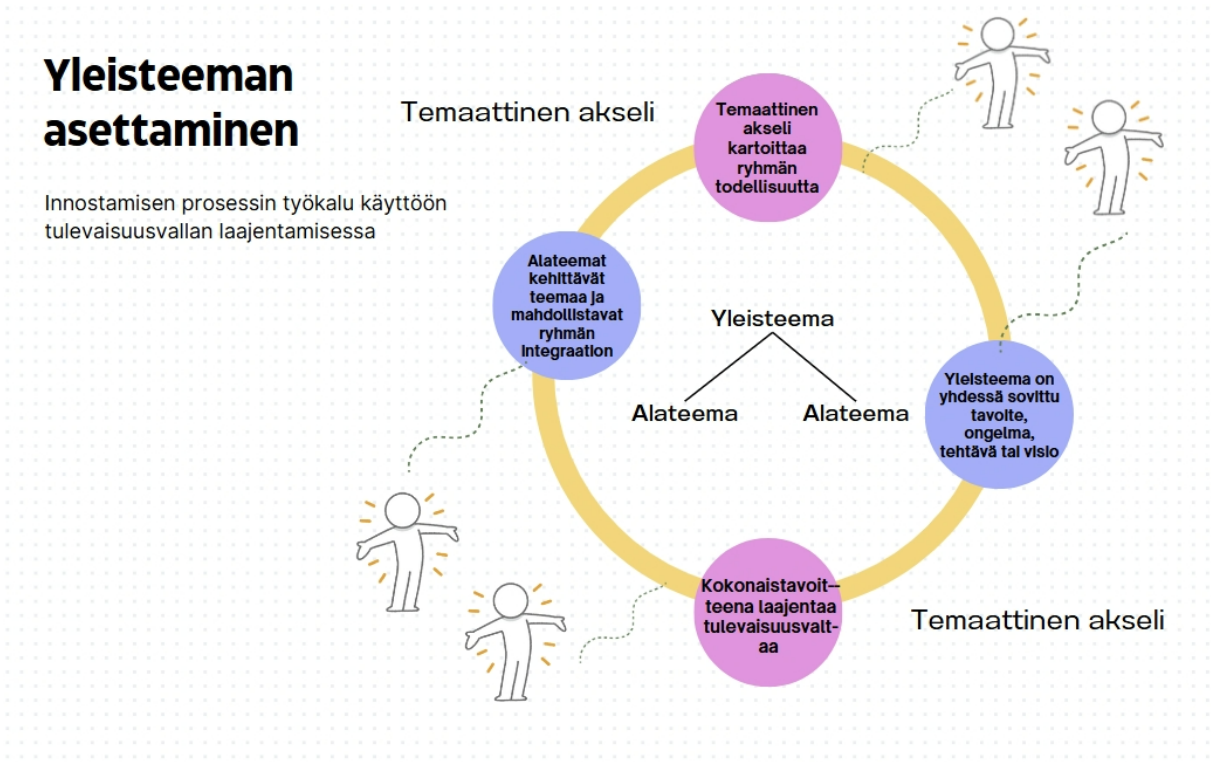 Yleisteeman
asettaminen
Innostamisen prosessin työkalu käyttöön
tulevaisuusvallan laajentamisessa
Temaattinen akseli
Temaattinen
akseli
kartoittaa
ryhmän
todellisuutta
Alateemat
kehittävät
teemaa ja
mahdollistavat
ryhmän
integraation
Yleisteema
Alateema
Alateema
Yleisteema on
yhdessä sovittu
tavoite,
ongelma,
tehtävä tai visio
Kokonaistavoit--
teena laajentaa
tulevaisuusvalt-
aa
Temaattinen akseli